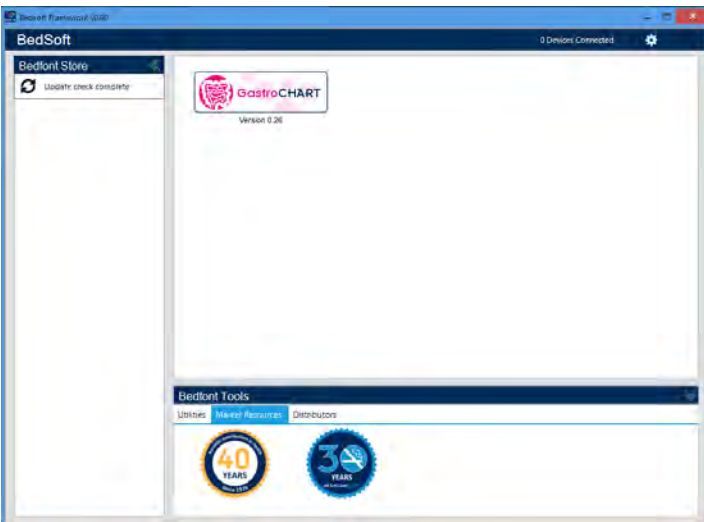 BedSoft
0 Devices Connected
Bedfont Store
Update check complete
GastroCHART
Version 0.26
Bedfont Tools
Utilities Market Resources Distributors
40
YEARS
30
YEARS